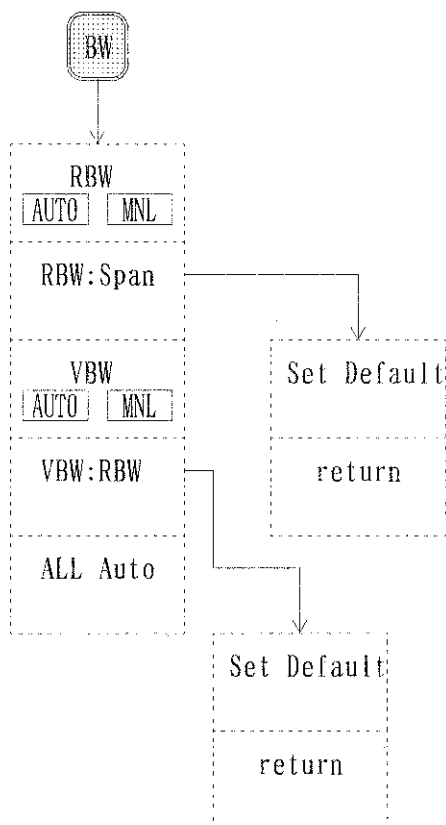 BW
RBW
AUTO MNL
RBW:Span
VBW
AUTO MNL
VBW:RBW
ALL Auto
Set Default
return
Set Default
return